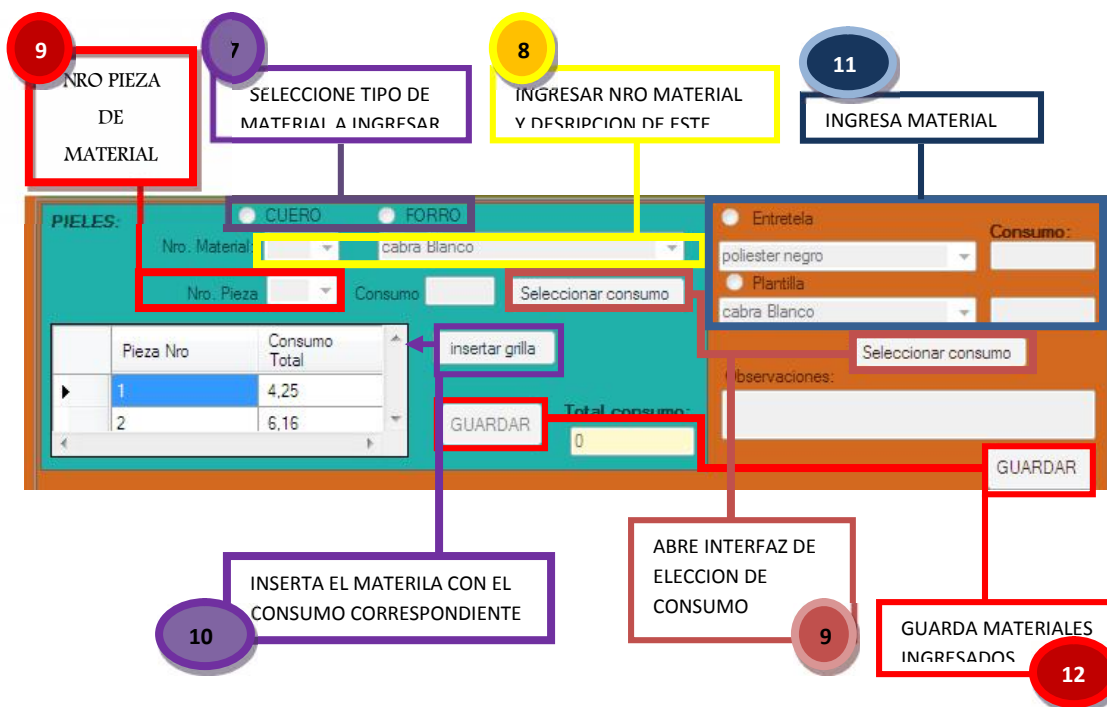 9
NRO PIEZA
DE
MATERIAL
7
SELECCIONE TIPO DE
MATERIAL A INGRESAR
8
INGRESAR NRO MATERIAL
Y DESRIPCION DE ESTE
11
INGRESA MATERIAL
PIELES:
CUERO
FORRO
Nro. Material:
cabra Blanco
Nro. Pieza
Consumo
Seleccionar consumo
Pieza Nro
Consumo
Total
1
4,25
2
6,16
insertar grilla
GUARDAR
Total consumo:
0
Entretela
Consumo:
poliester negro
Plantilla
cabra Blanco
Seleccionar consumo
Observaciones:
GUARDAR
INSERTA EL MATERILA CON EL
CONSUMO CORRESPONDIENTE
10
ABRE INTERFAZ DE
ELECCION DE
CONSUMO
9
GUARDA MATERIALES
INGRESADOS
12